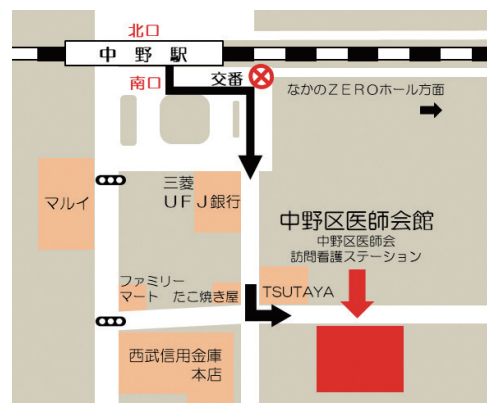 北口
中野駅
南口
交番
なかのZEROホール方面
三菱
UFJ銀行
マルイ
中野区医師会館
中野区医師会
訪問看護ステーション
ファミリー
マート
たこ焼き屋
TSUTAYA
西武信用金庫
本店